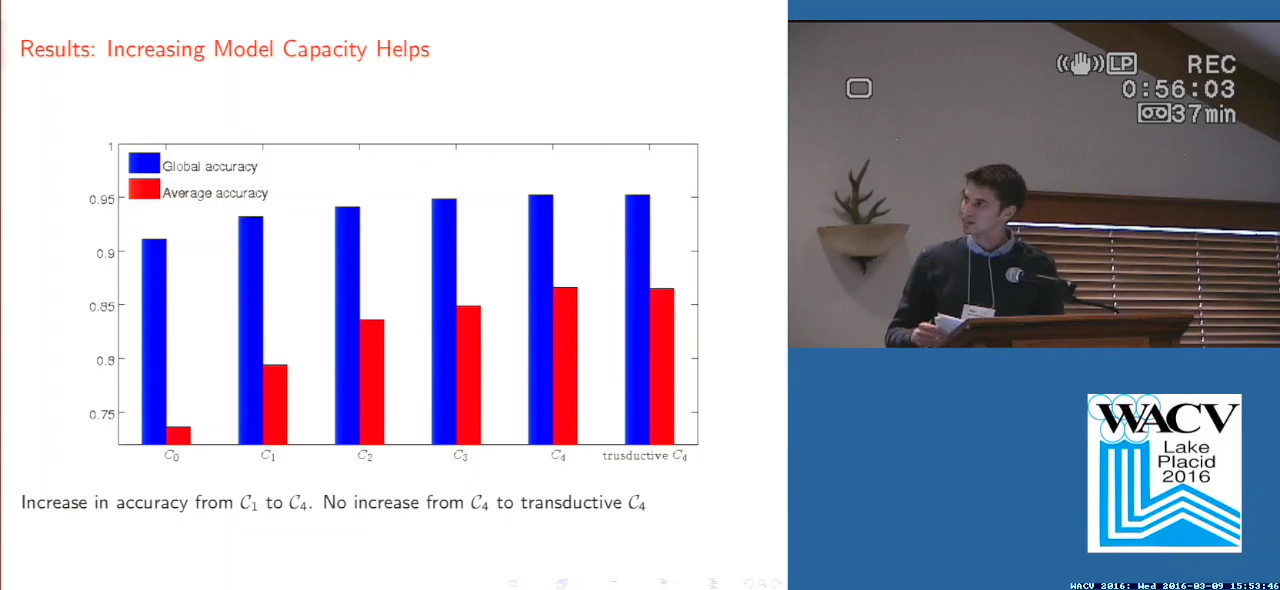 Results: Increasing Model Capacity Helps
1
0.95
0.9
0.85
0.8
0.75
Global accuracy
Average accuracy
C0
C1
C2
C3
C4
trusductive C4
Increase in accuracy from C1 to C4. No increase from C4 to transductive C4
LP REC
0:56:03
37min
WACV
Lake
Placid
2016
WACV 2016: Wed 2016-03-09 15:53:46